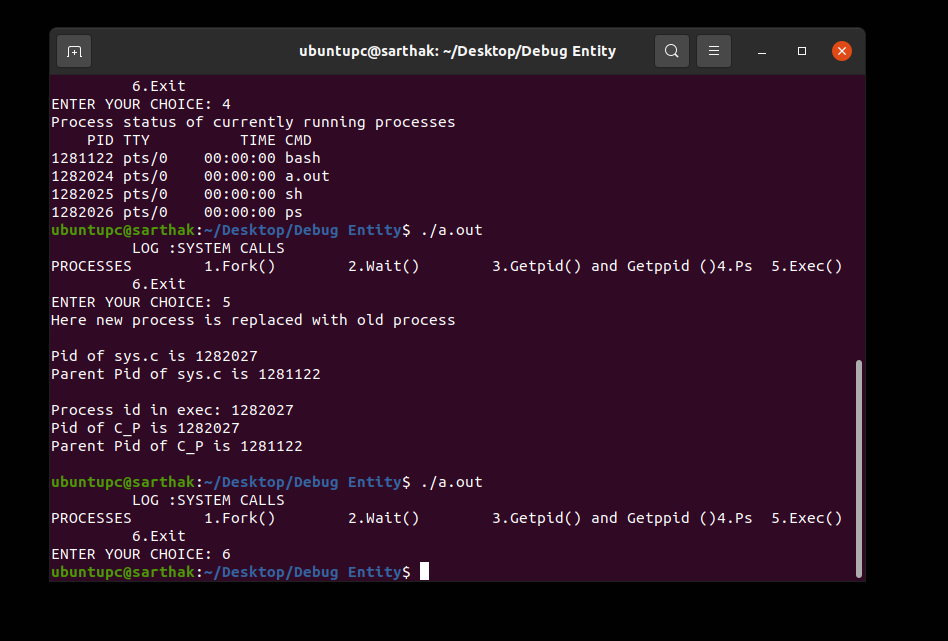 ubuntupc@sarthak: ~/Desktop/Debug Entity
6.Exit
ENTER YOUR CHOICE: 4
Process status of currently running processes
PID TTY TIME CMD
1281122 pts/0 00:00:00 bash
1282024 pts/0 00:00:00 a.out
1282025 pts/0 00:00:00 sh
1282026 pts/0 00:00:00 ps
ubuntupc@sarthak:~/Desktop/Debug Entity$ ./a.out
LOG :SYSTEM CALLS
PROCESSES 1.Fork() 2.Wait() 3.Getpid() and Getppid ()4.Ps 5.Exec()
6.Exit
ENTER YOUR CHOICE: 5
Here new process is replaced with old process
Pid of sys.c is 1282027
Parent Pid of sys.c is 1281122
Process id in exec: 1282027
Pid of C_P is 1282027
Parent Pid of C_P is 1281122
ubuntupc@sarthak:~/Desktop/Debug Entity$ ./a.out
LOG :SYSTEM CALLS
PROCESSES 1.Fork() 2.Wait() 3.Getpid() and Getppid ()4.Ps 5.Exec()
6.Exit
ENTER YOUR CHOICE: 6
ubuntupc@sarthak:~/Desktop/Debug Entity$